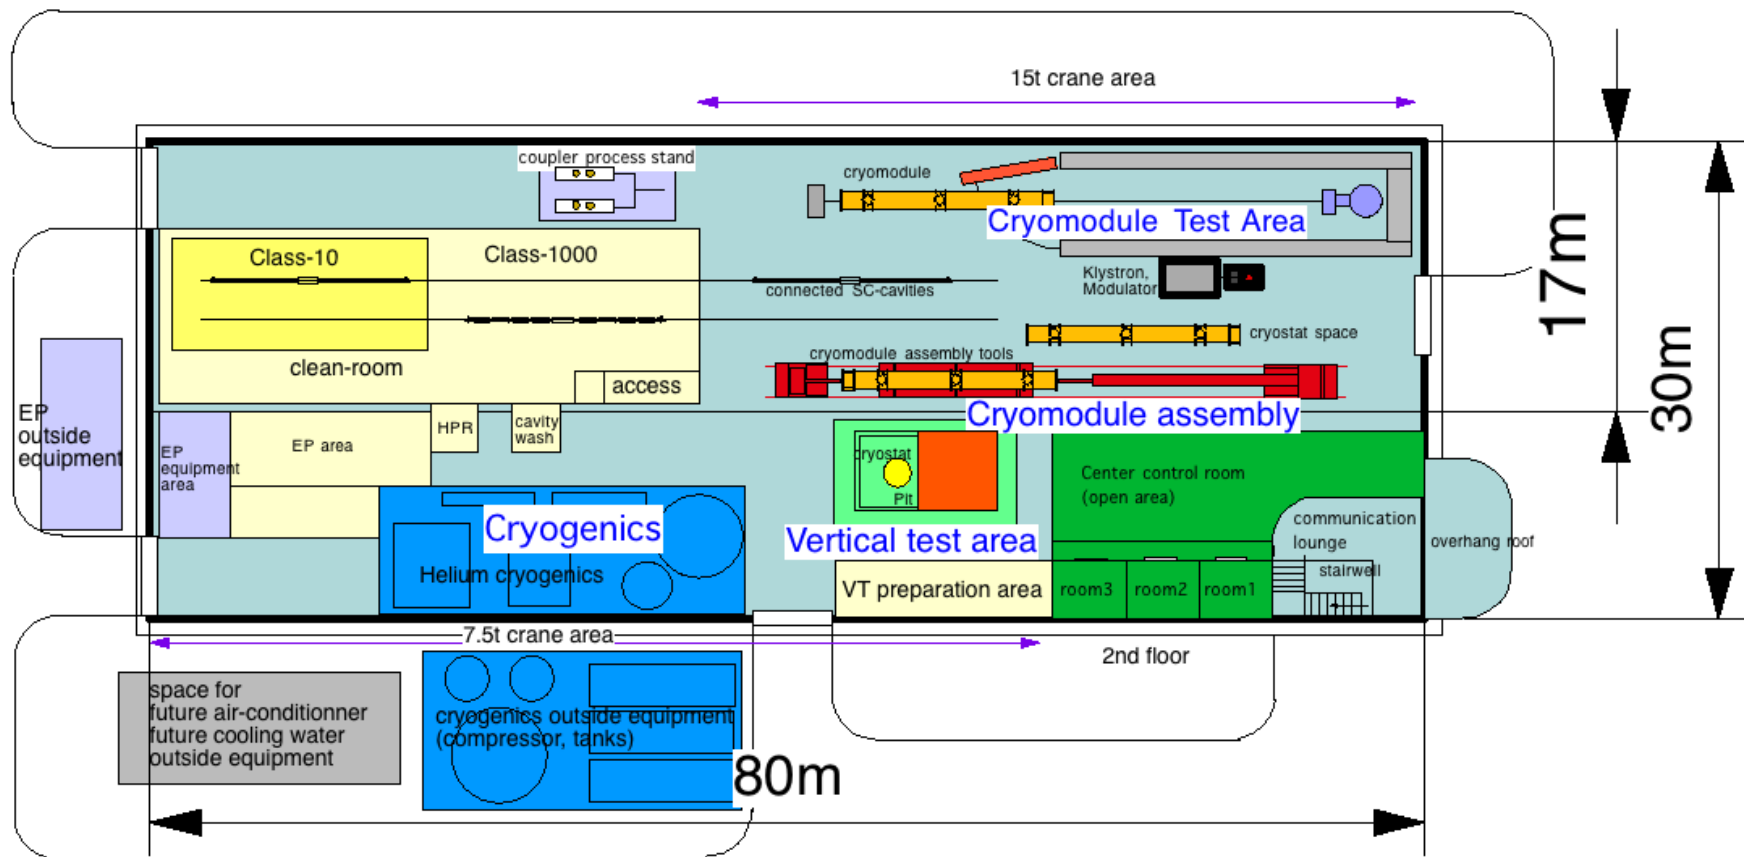 15t crane area
coupler process stand
cryomodule
Cryomodule Test Area
Class-10
Class-1000
Klystron,
Modulator
connected SC-cavities
17m
30m
cryostat space
cryomodule assembly tools
clean-room
access
Cryomodule assembly
EP
outside
equipment
HPR
cavity
wash
EP area
EP
equipment
area
cryostat
Pit
Center control room
(open area)
Cryogenics
Vertical test area
communication
lounge
overhang roof
stairwell
Helium cryogenics
VT preparation area
room3
room2
room1
7.5t crane area
2nd floor
space for
future air-conditionner
future cooling water
outside equipment
cryogenics outside equipment
(compressor, tanks)
80m